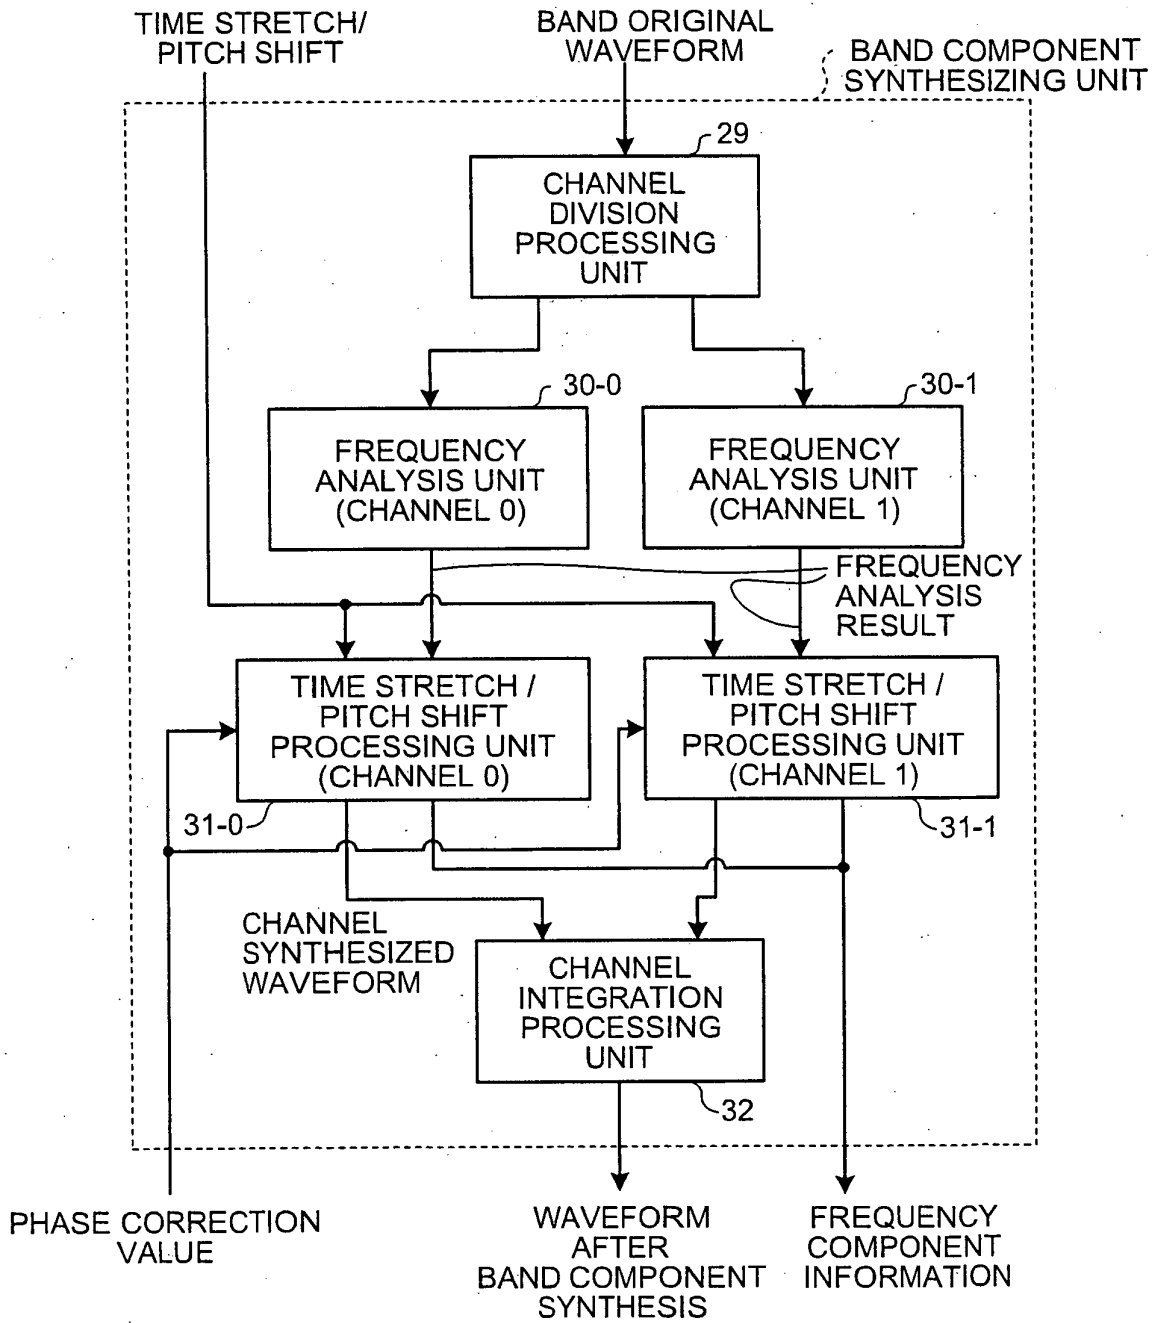 TIME STRETCH/
PITCH SHIFT
BAND ORIGINAL
WAVEFORM
BAND COMPONENT
SYNTHESIZING UNIT
29
CHANNEL
DIVISION
PROCESSING
UNIT
30-0
30-1
FREQUENCY
ANALYSIS UNIT
(CHANNEL 0)
FREQUENCY
ANALYSIS UNIT
(CHANNEL 1)
FREQUENCY
ANALYSIS
RESULT
TIME STRETCH /
PITCH SHIFT
PROCESSING UNIT
(CHANNEL 0)
TIME STRETCH /
PITCH SHIFT
PROCESSING UNIT
(CHANNEL 1)
31-0
31-1
CHANNEL
SYNTHESIZED
WAVEFORM
CHANNEL
INTEGRATION
PROCESSING
UNIT
32
PHASE CORRECTION
VALUE
WAVEFORM
AFTER
BAND COMPONENT
SYNTHESIS
FREQUENCY
COMPONENT
INFORMATION